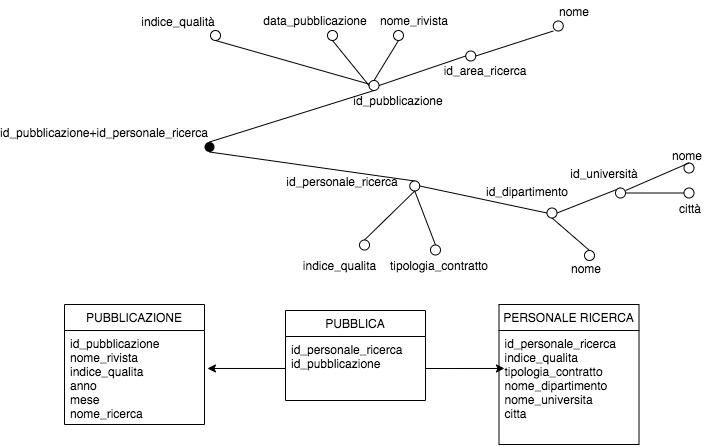 nome
indice_qualità
data_pubblicazione
nome_rivista
id_area_ricerca
id_pubblicazione
id_pubblicazione+id_personale_ricerca
nome
id_università
id_personale_ricerca
id_dipartimento
città
indice_qualita
tipologia_contratto
nome
PUBBLICAZIONE
id_pubblicazione
nome_rivista
indice_qualita
anno
mese
nome_ricerca
PUBBLICA
id_personale_ricerca
id_pubblicazione
PERSONALE RICERCA
id_personale_ricerca
indice_qualita
tipologia_contratto
nome_dipartimento
nome_universita
citta